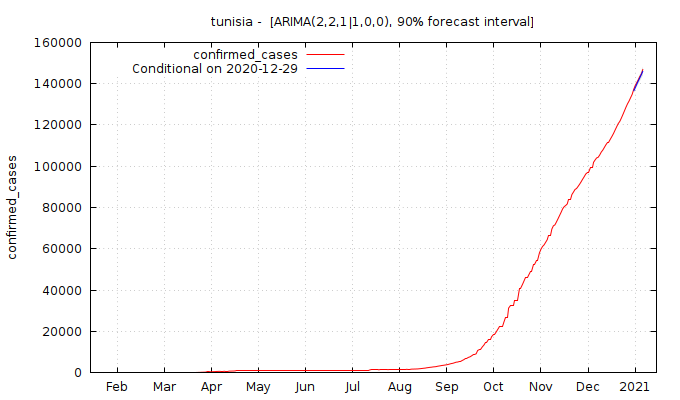 tunisia -  [ARIMA(2,2,1|1,0,0), 90% forecast interval]
160000
140000
120000
100000
80000
60000
40000
20000
0
confirmed_cases
confirmed_cases
Conditional on 2020-12-29
Feb Mar Apr May Jun Jul Aug Sep Oct Nov Dec 2021